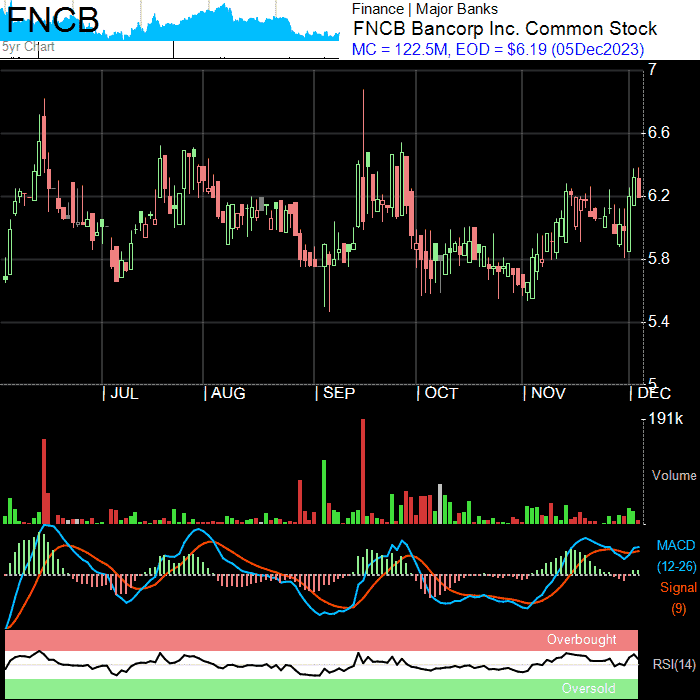 FNCB
5yr Chart
Finance | Major Banks
FNCB Bancorp Inc. Common Stock
MC = 122.5M, EOD = $6.19 (05Dec2023)
7
6.6
6.2
5.8
5.4
5
JUL AUG SEP OCT NOV DEC
191k
Volume
MACD
(12-26)
Signal
(9)
Overbought
RSI(14)
Oversold